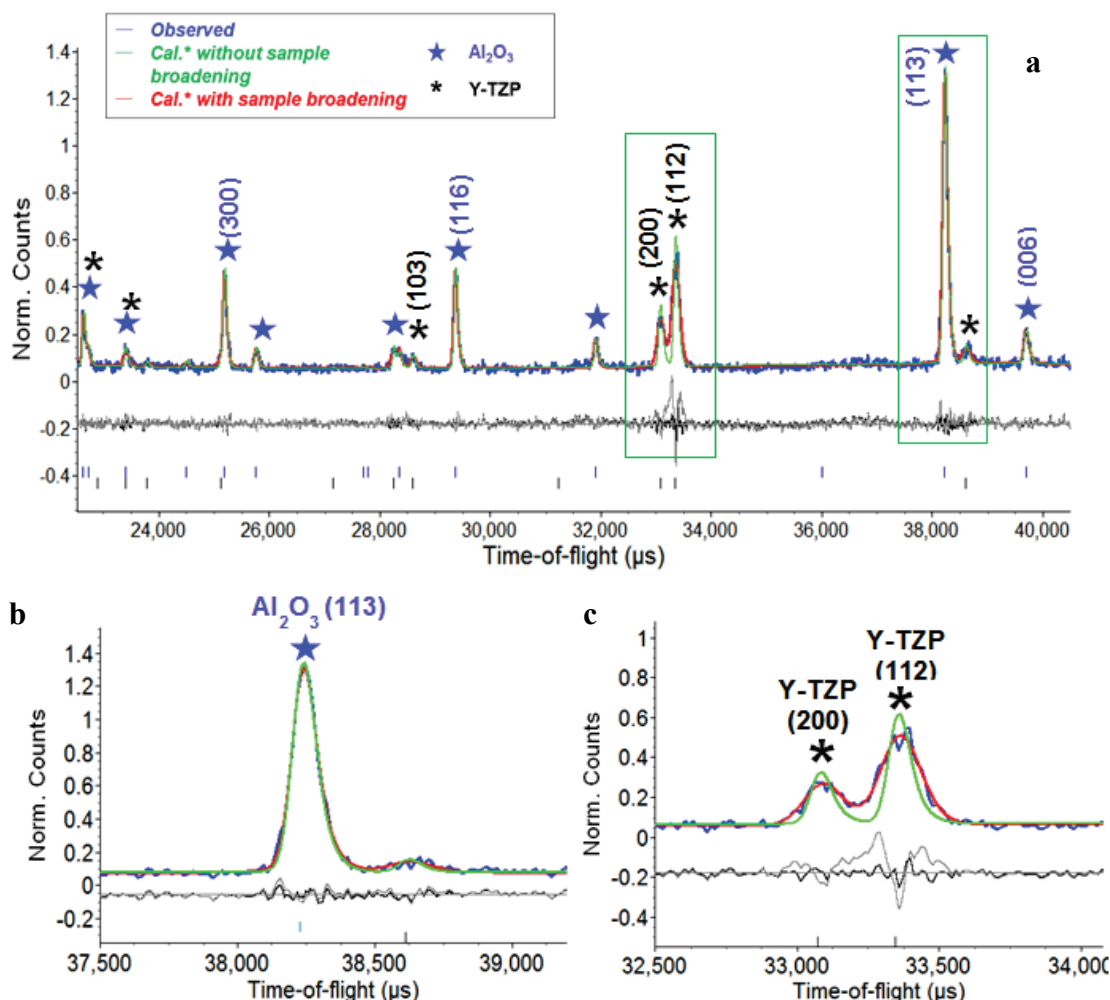 Observed
Cal.* without sample
broadening
Cal.* with sample broadening
Al₂O₃
* Y-TZP
a
1.4
1.2
1
0.8
0.6
0.4
0.2
0
-0.2
-0.4
Norm. Counts
*
*
(300)
* (103)
(116)
* (200)
* (112)
(113)
*
(006)
24,000 26,000 28,000 30,000 32,000 34,000 36,000 38,000 40,000
Time-of-flight (µs)
b
Al₂O₃ (113)
1.4
1.2
1
0.8
0.6
0.4
0.2
0
-0.2
Norm. Counts
37,500 38,000 38,500 39,000
Time-of-flight (µs)
c
Y-TZP
(200)
*
Y-TZP
(112)
*
1
0.8
0.6
0.4
0.2
0
-0.2
-0.4
Norm. Counts
32,500 33,000 33,500 34,000
Time-of-flight (µs)